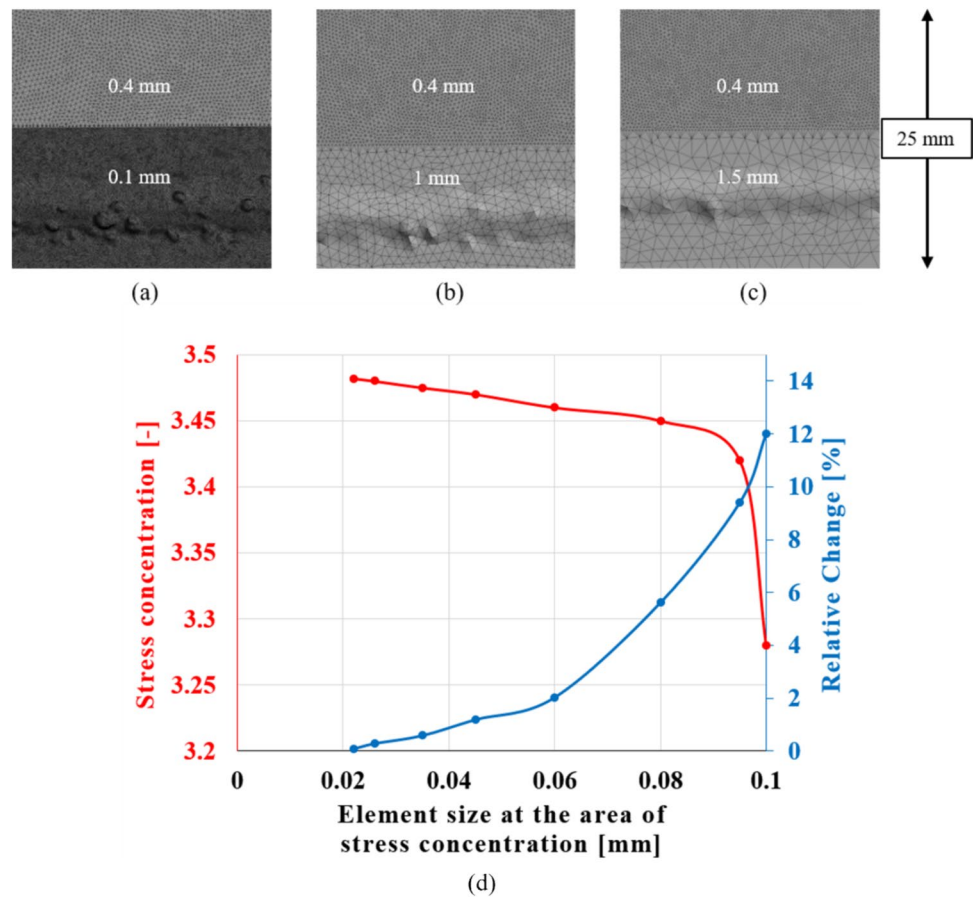 0.4 mm
0.1 mm
0.4 mm
1 mm
0.4 mm
1.5 mm
25 mm
(a)
(b)
(c)
Stress concentration [-]
3.5
3.45
3.4
3.35
3.3
3.25
3.2
0
0.02
0.04
0.06
0.08
0.1
Element size at the area of
stress concentration [mm]
14
12
10
8
6
4
2
0
Relative Change [%]
(d)